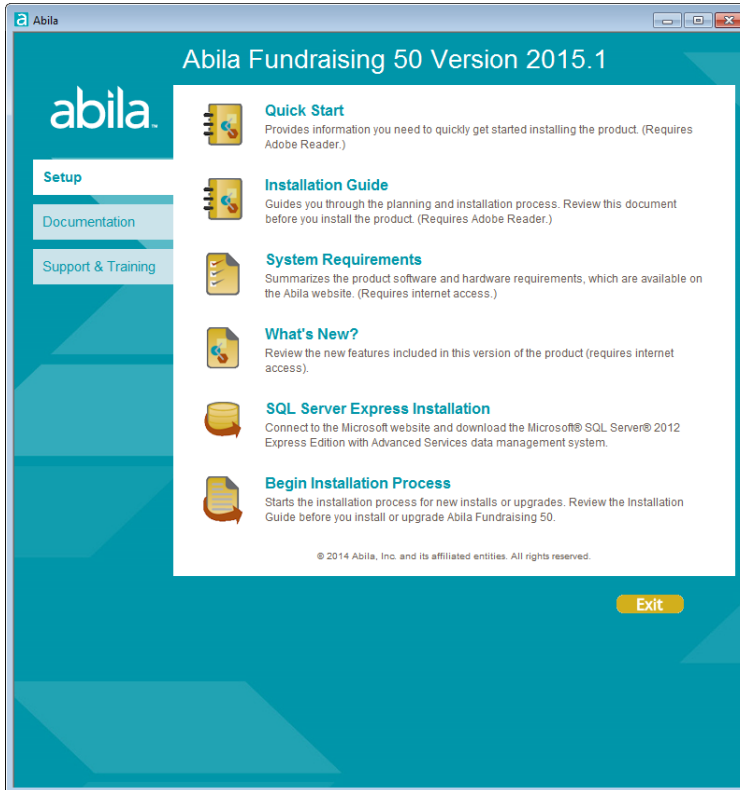 Abila
Abila Fundraising 50 Version 2015.1
abila™
Setup
Documentation
Support & Training
Quick Start
Provides information you need to quickly get started installing the product. (Requires
Adobe Reader.)
Installation Guide
Guides you through the planning and installation process. Review this document
before you install the product. (Requires Adobe Reader.)
System Requirements
Summarizes the product software and hardware requirements, which are available on
the Abila website. (Requires internet access.)
What's New?
Review the new features included in this version of the product (requires internet
access).
SQL Server Express Installation
Connect to the Microsoft website and download the Microsoft® SQL Server® 2012
Express Edition with Advanced Services data management system.
Begin Installation Process
Starts the installation process for new installs or upgrades. Review the Installation
Guide before you install or upgrade Abila Fundraising 50.
© 2014 Abila, Inc. and its affiliated entities. All rights reserved.
Exit